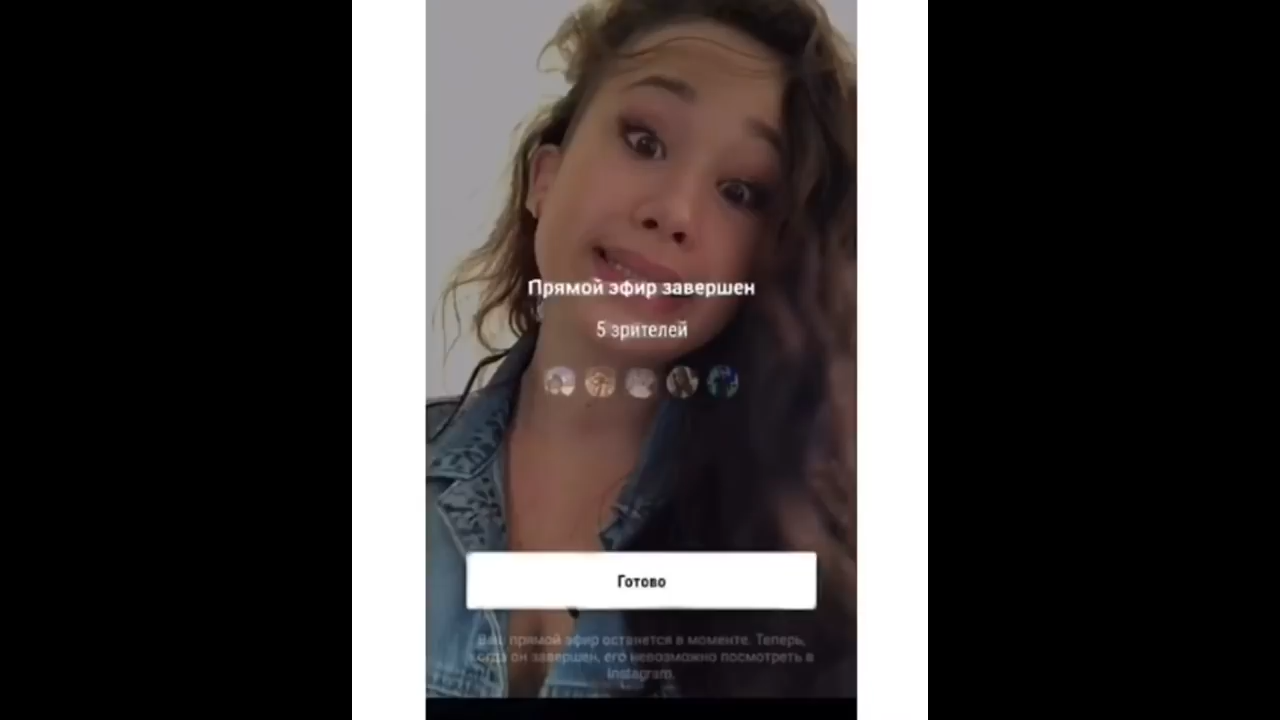 Прямой эфир завершен
5 зрителей
Готово
Ваш прямой эфир останется в моменте. Теперь,
когда он завершен, его невозможно посмотреть в
Instagram.